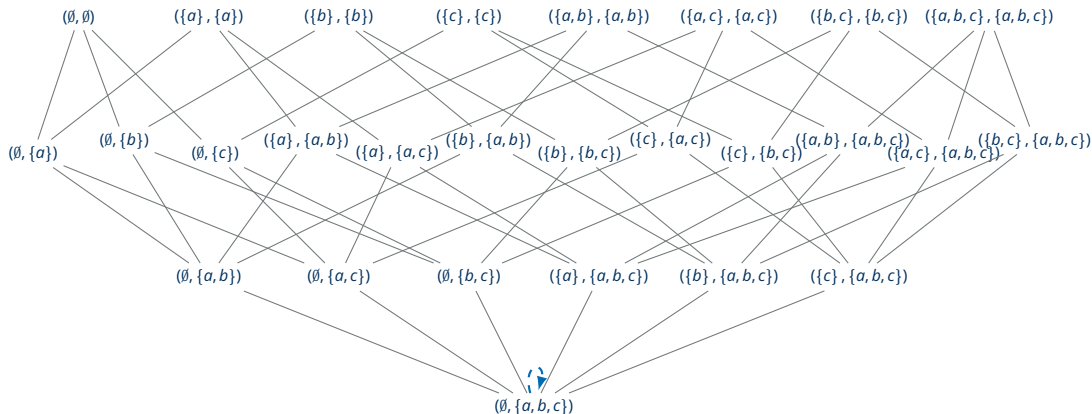 (∅, ∅) ({a} , {a}) ({b} , {b}) ({c} , {c}) ({a, b} , {a, b}) ({a, c} , {a, c}) ({b, c} , {b, c}) ({a, b, c} , {a, b, c})
(∅, {a}) (∅, {b}) (∅, {c}) ({a} , {a, b}) ({a} , {a, c}) ({b} , {a, b}) ({b} , {b, c}) ({c} , {a, c}) ({c} , {b, c}) ({a, b} , {a, b, c}) ({a, c} , {a, b, c}) ({b, c} , {a, b, c})
(∅, {a, b}) (∅, {a, c}) (∅, {b, c}) ({a} , {a, b, c}) ({b} , {a, b, c}) ({c} , {a, b, c})
(∅, {a, b, c})